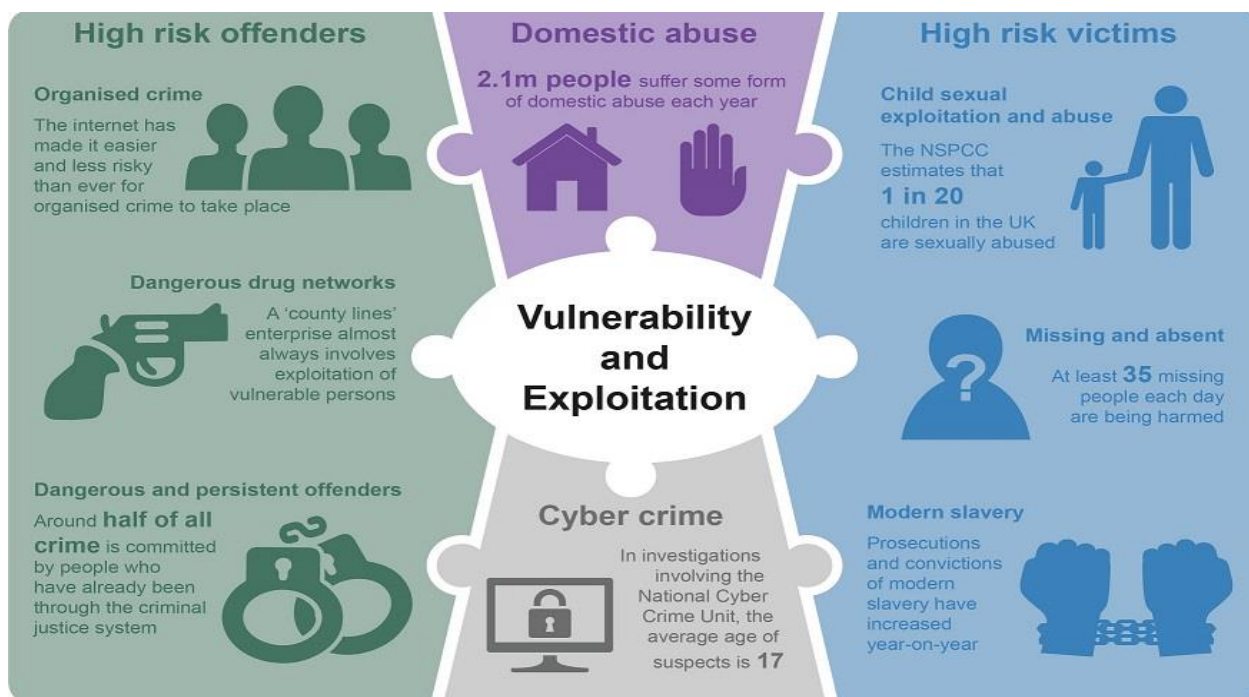 High risk offenders
Organised crime
The internet has
made it easier
and less risky
than ever for
organised crime to take place
Dangerous drug networks
A ‘county lines’
enterprise almost
always involves
exploitation of
vulnerable persons
Dangerous and persistent offenders
Around half of all
crime is committed
by people who
have already been
through the criminal
justice system
Domestic abuse
2.1m people suffer some form
of domestic abuse each year
Vulnerability
and
Exploitation
Cyber crime
In investigations
involving the
National Cyber
Crime Unit, the
average age of
suspects is 17
High risk victims
Child sexual
exploitation and abuse
The NSPCC
estimates that
1 in 20
children in the UK
are sexually abused
?
Missing and absent
At least 35 missing
people each day
are being harmed
Modern slavery
Prosecutions
and convictions
of modern
slavery have
increased
year-on-year